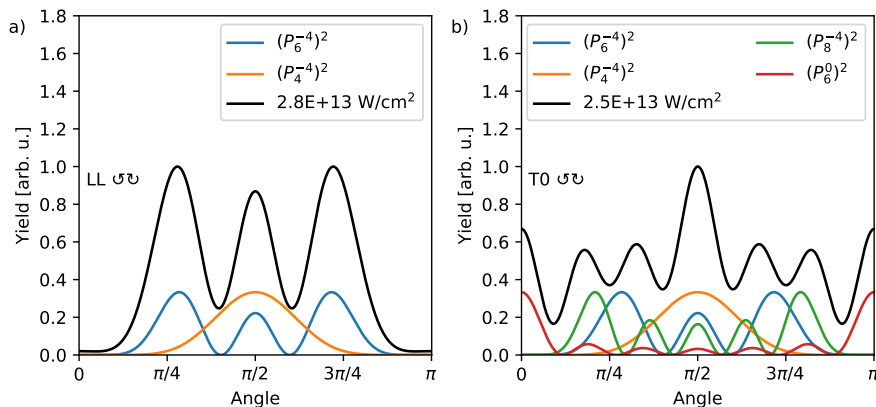 a)
1.8
1.6
1.4
1.2
1.0
0.8
0.6
0.4
0.2
0.0
Yield [arb. u.]
(P₆⁻⁴)²
(P₄⁻⁴)²
2.8E+13 W/cm²
LL ↺↻
0
π/4
π/2
3π/4
π
Angle
b)
1.8
1.6
1.4
1.2
1.0
0.8
0.6
0.4
0.2
0.0
Yield [arb. u.]
(P₆⁻⁴)² (P₈⁻⁴)²
(P₄⁻⁴)² (P₆⁰)²
2.5E+13 W/cm²
T0 ↺↻
0
π/4
π/2
3π/4
π
Angle